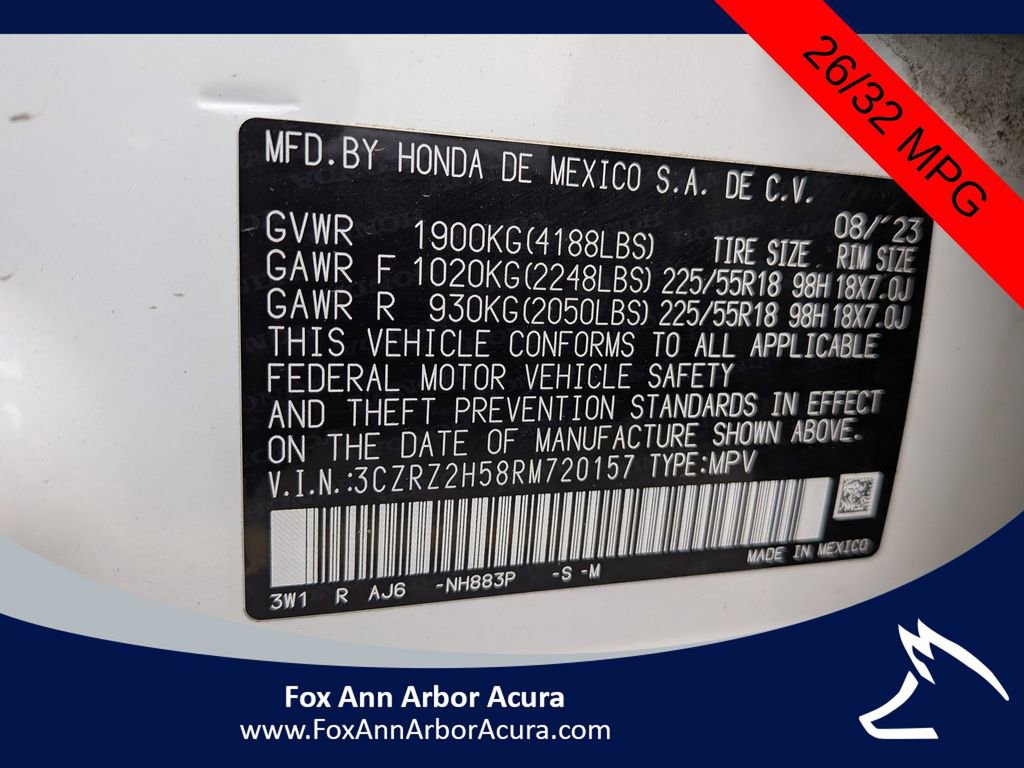 26/32 MPG
MFD.BY HONDA DE MEXICO S.A. DE C.V.
08/´23
GVWR 1900KG(4188LBS) TIRE SIZE RIM SIZE
GAWR F 1020KG(2248LBS) 225/55R18 98H 18X7.0J
GAWR R 930KG(2050LBS) 225/55R18 98H 18X7.0J
THIS VEHICLE CONFORMS TO ALL APPLICABLE
FEDERAL MOTOR VEHICLE SAFETY
AND THEFT PREVENTION STANDARDS IN EFFECT
ON THE DATE OF MANUFACTURE SHOWN ABOVE.
V.I.N.:3CZRZ2H58RM720157 TYPE:MPV
MADE IN MEXICO
3W1 R AJ6 -NH883P -S -M
Fox Ann Arbor Acura
www.FoxAnnArborAcura.com